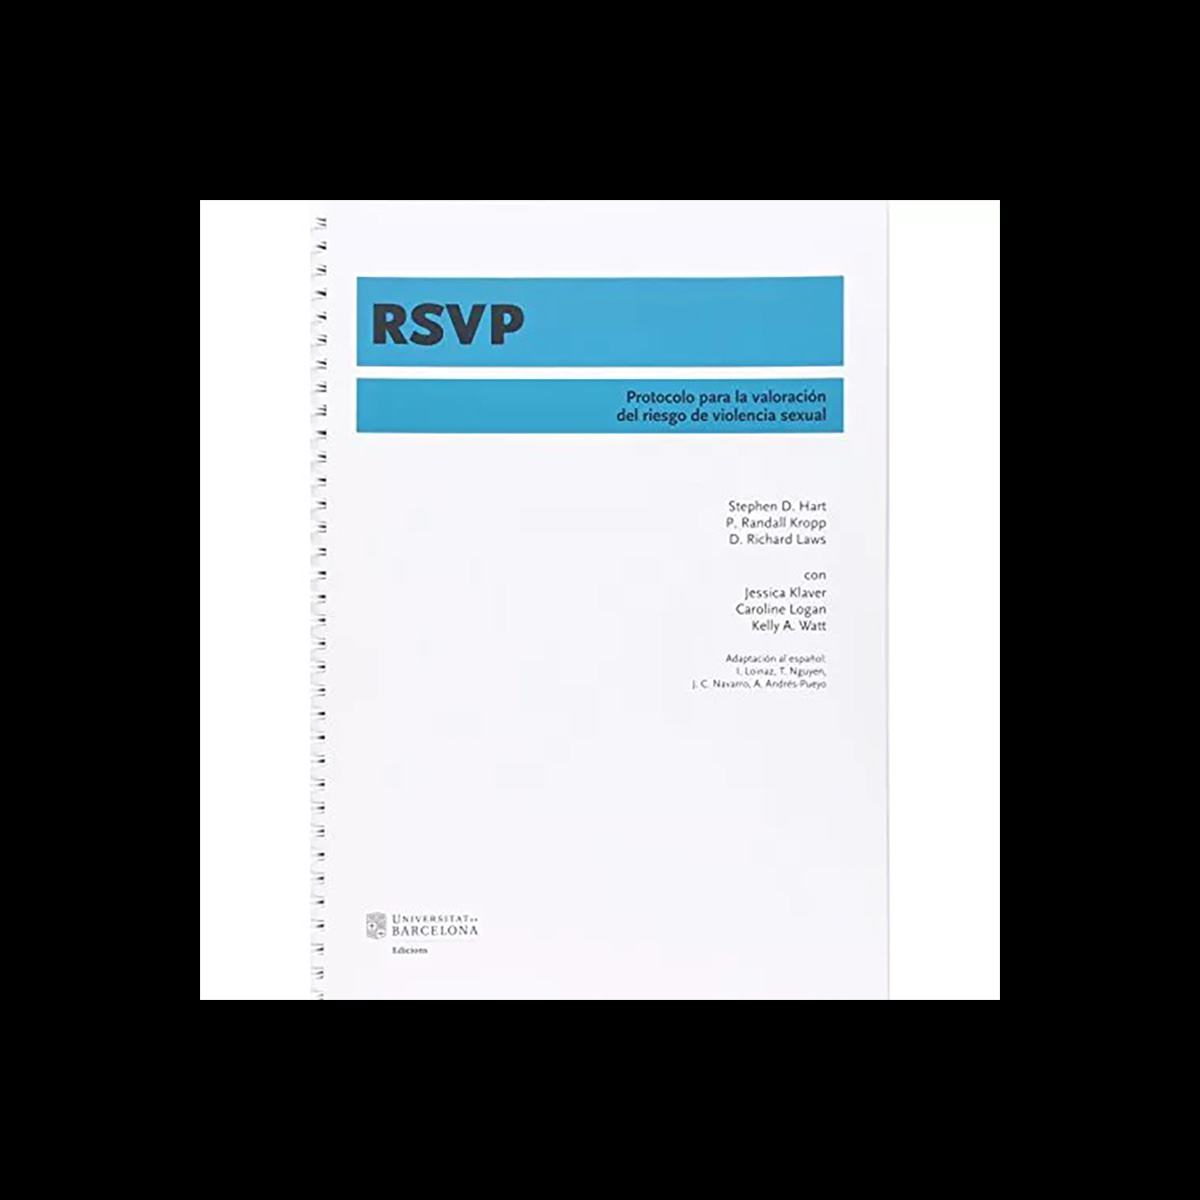 RSVP
Protocolo para la valoración
del riesgo de violencia sexual
Stephen D. Hart
P. Randall Kropp
D. Richard Laws
con
Jessica Klaver
Caroline Logan
Kelly A. Watt
Adaptación al español:
I. Loinaz, T. Nguyen,
J. C. Navarro, A. Andrés-Pueyo
UNIVERSITAT DE
BARCELONA
Edicions